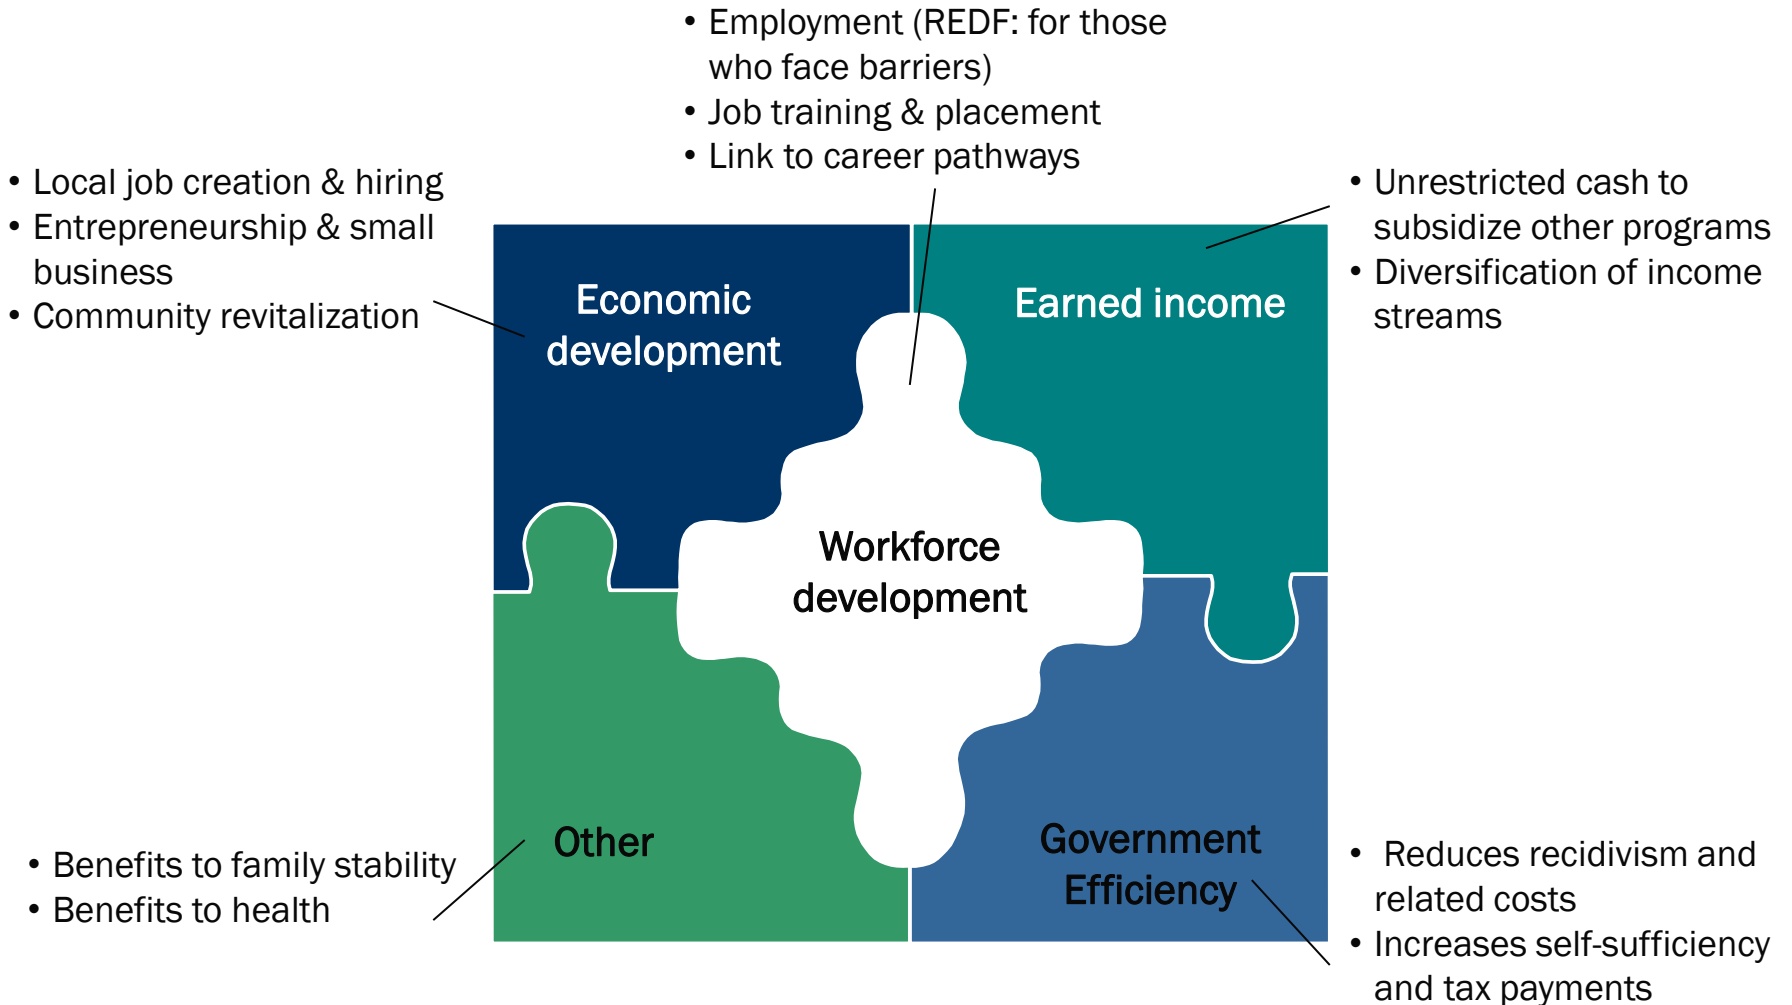 • Employment (REDF: for those
who face barriers)
• Job training & placement
• Link to career pathways
• Local job creation & hiring
• Entrepreneurship & small
business
• Community revitalization
• Unrestricted cash to
subsidize other programs
• Diversification of income
streams
Economic
development
Earned income
Workforce
development
Other
Government
Efficiency
• Benefits to family stability
• Benefits to health
• Reduces recidivism and
related costs
• Increases self-sufficiency
and tax payments